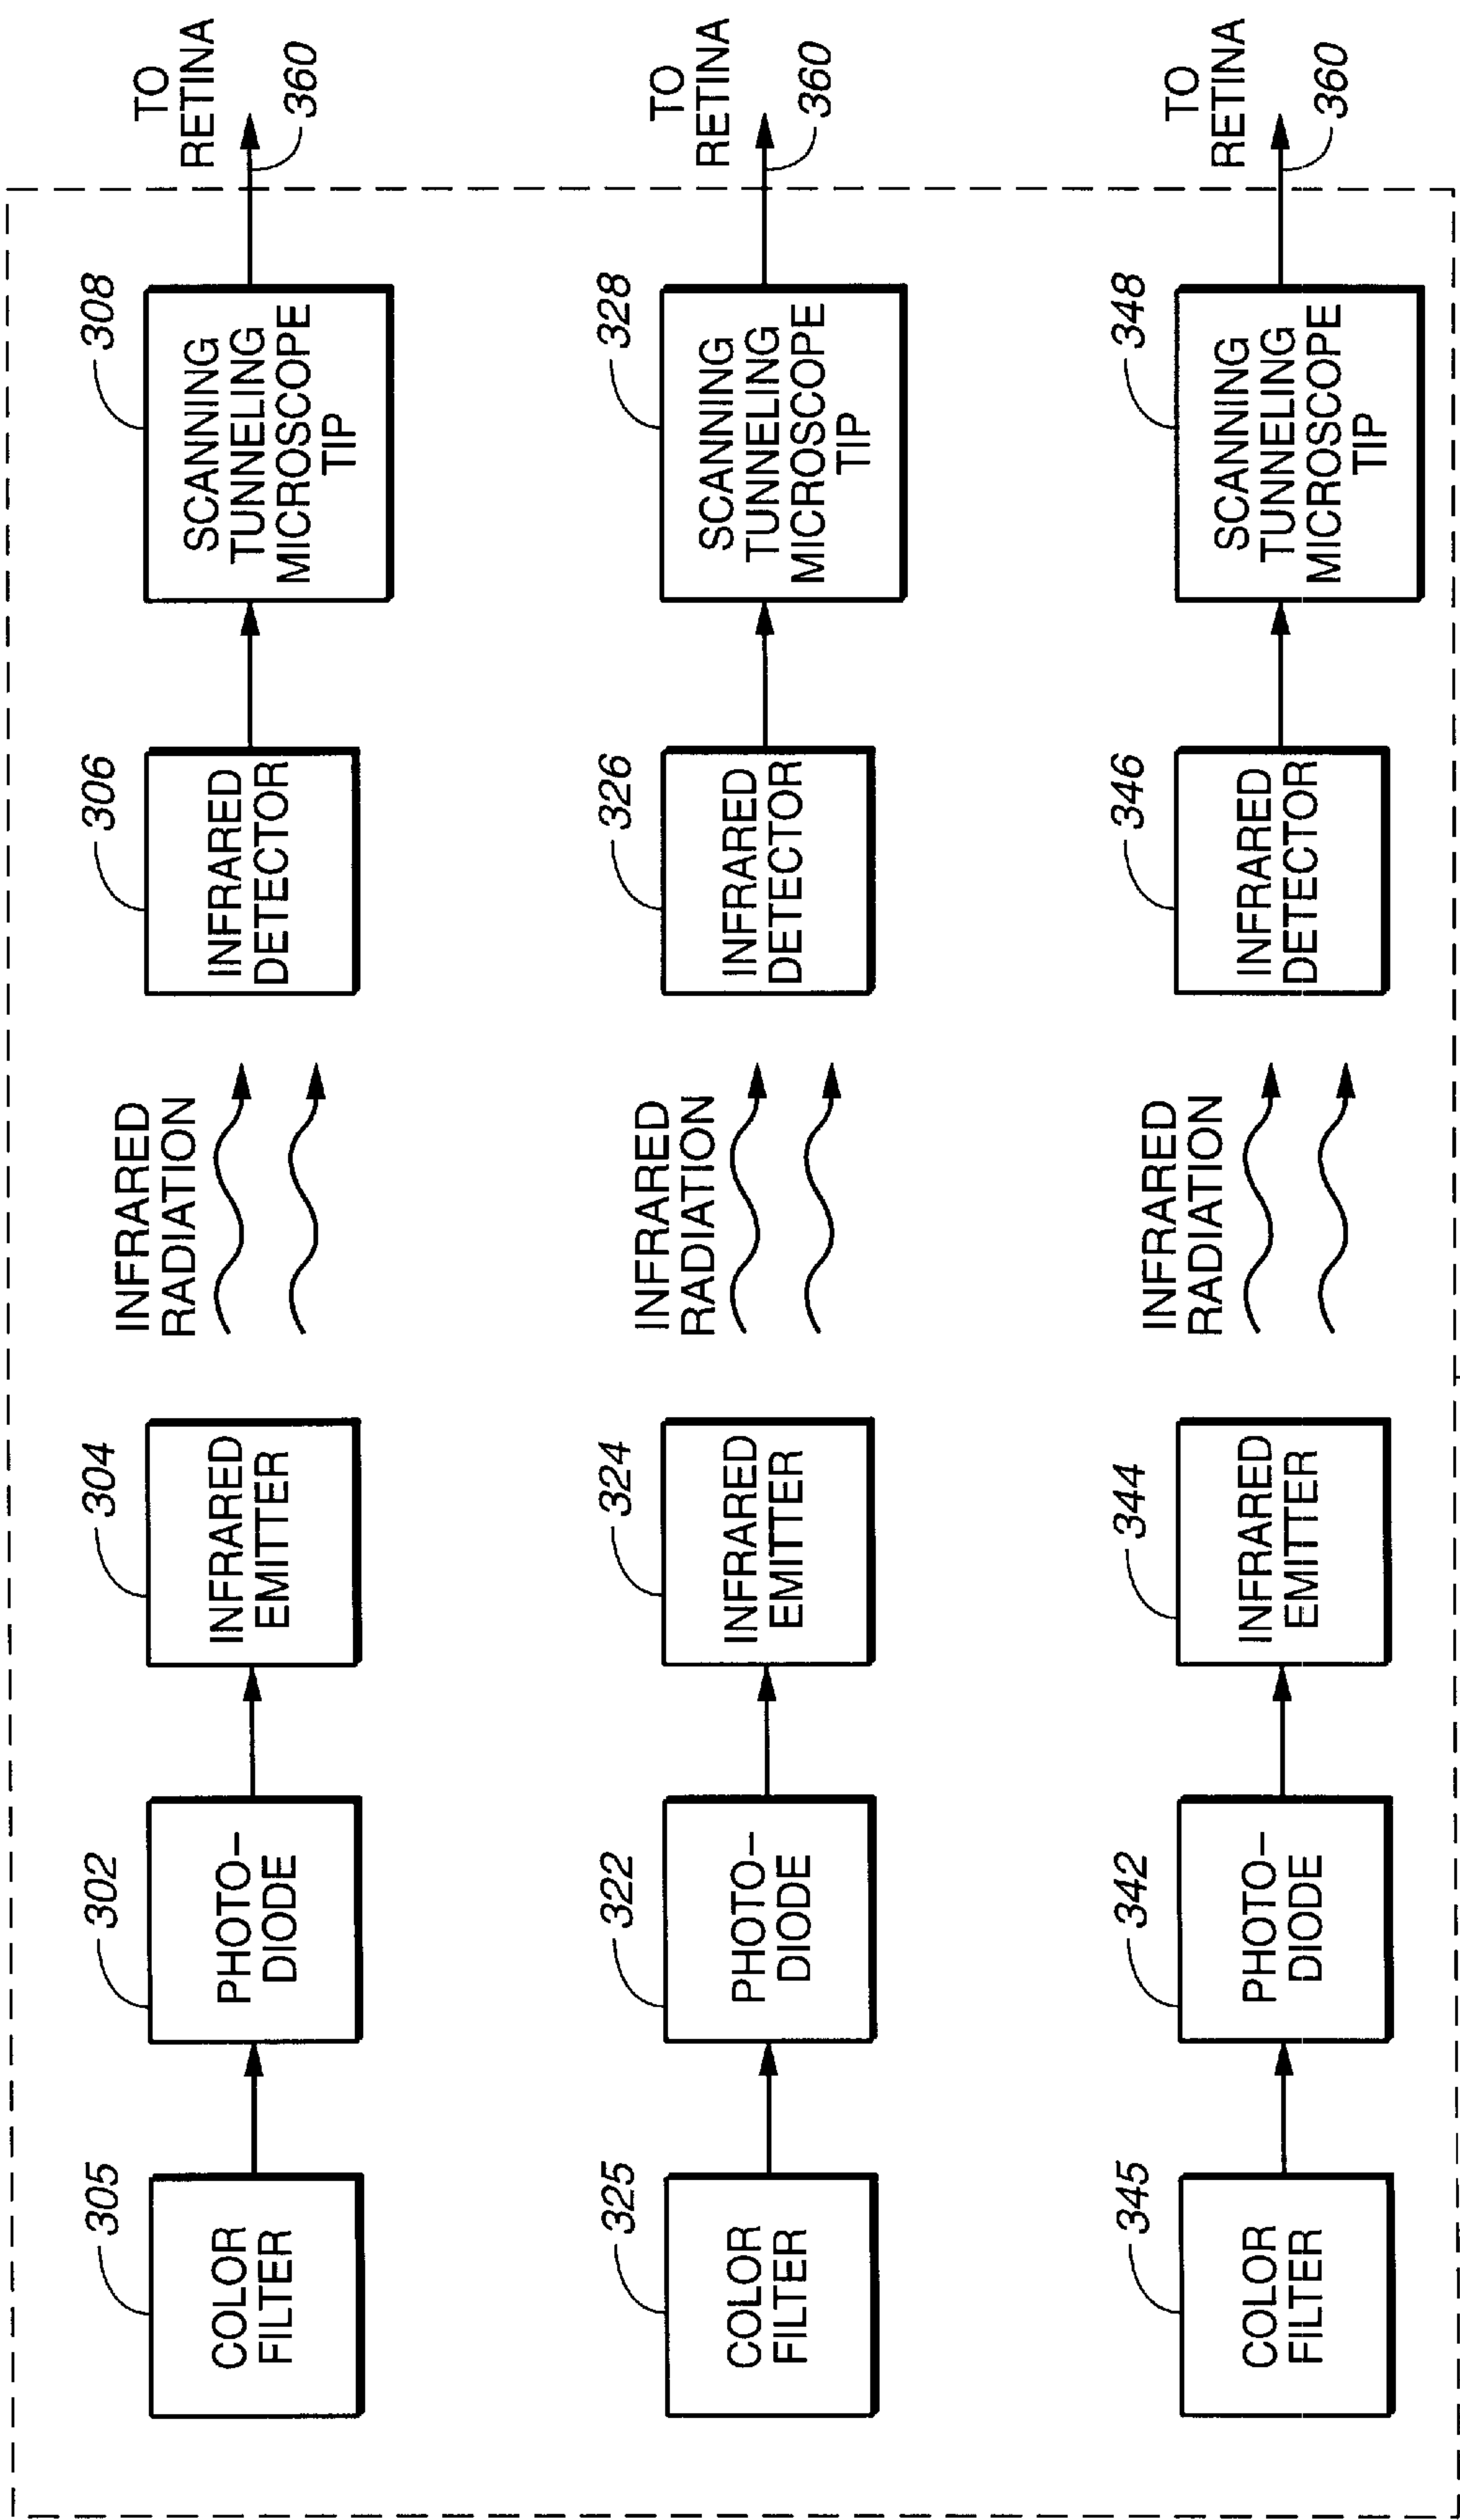 305
COLOR
FILTER
302
PHOTO-
DIODE
304
INFRARED
EMITTER
INFRARED
RADIATION
306
INFRARED
DETECTOR
308
SCANNING
TUNNELING
MICROSCOPE
TIP
TO
RETINA
360
325
COLOR
FILTER
322
PHOTO-
DIODE
324
INFRARED
EMITTER
INFRARED
RADIATION
326
INFRARED
DETECTOR
328
SCANNING
TUNNELING
MICROSCOPE
TIP
TO
RETINA
360
345
COLOR
FILTER
342
PHOTO-
DIODE
344
INFRARED
EMITTER
INFRARED
RADIATION
346
INFRARED
DETECTOR
348
SCANNING
TUNNELING
MICROSCOPE
TIP
TO
RETINA
360